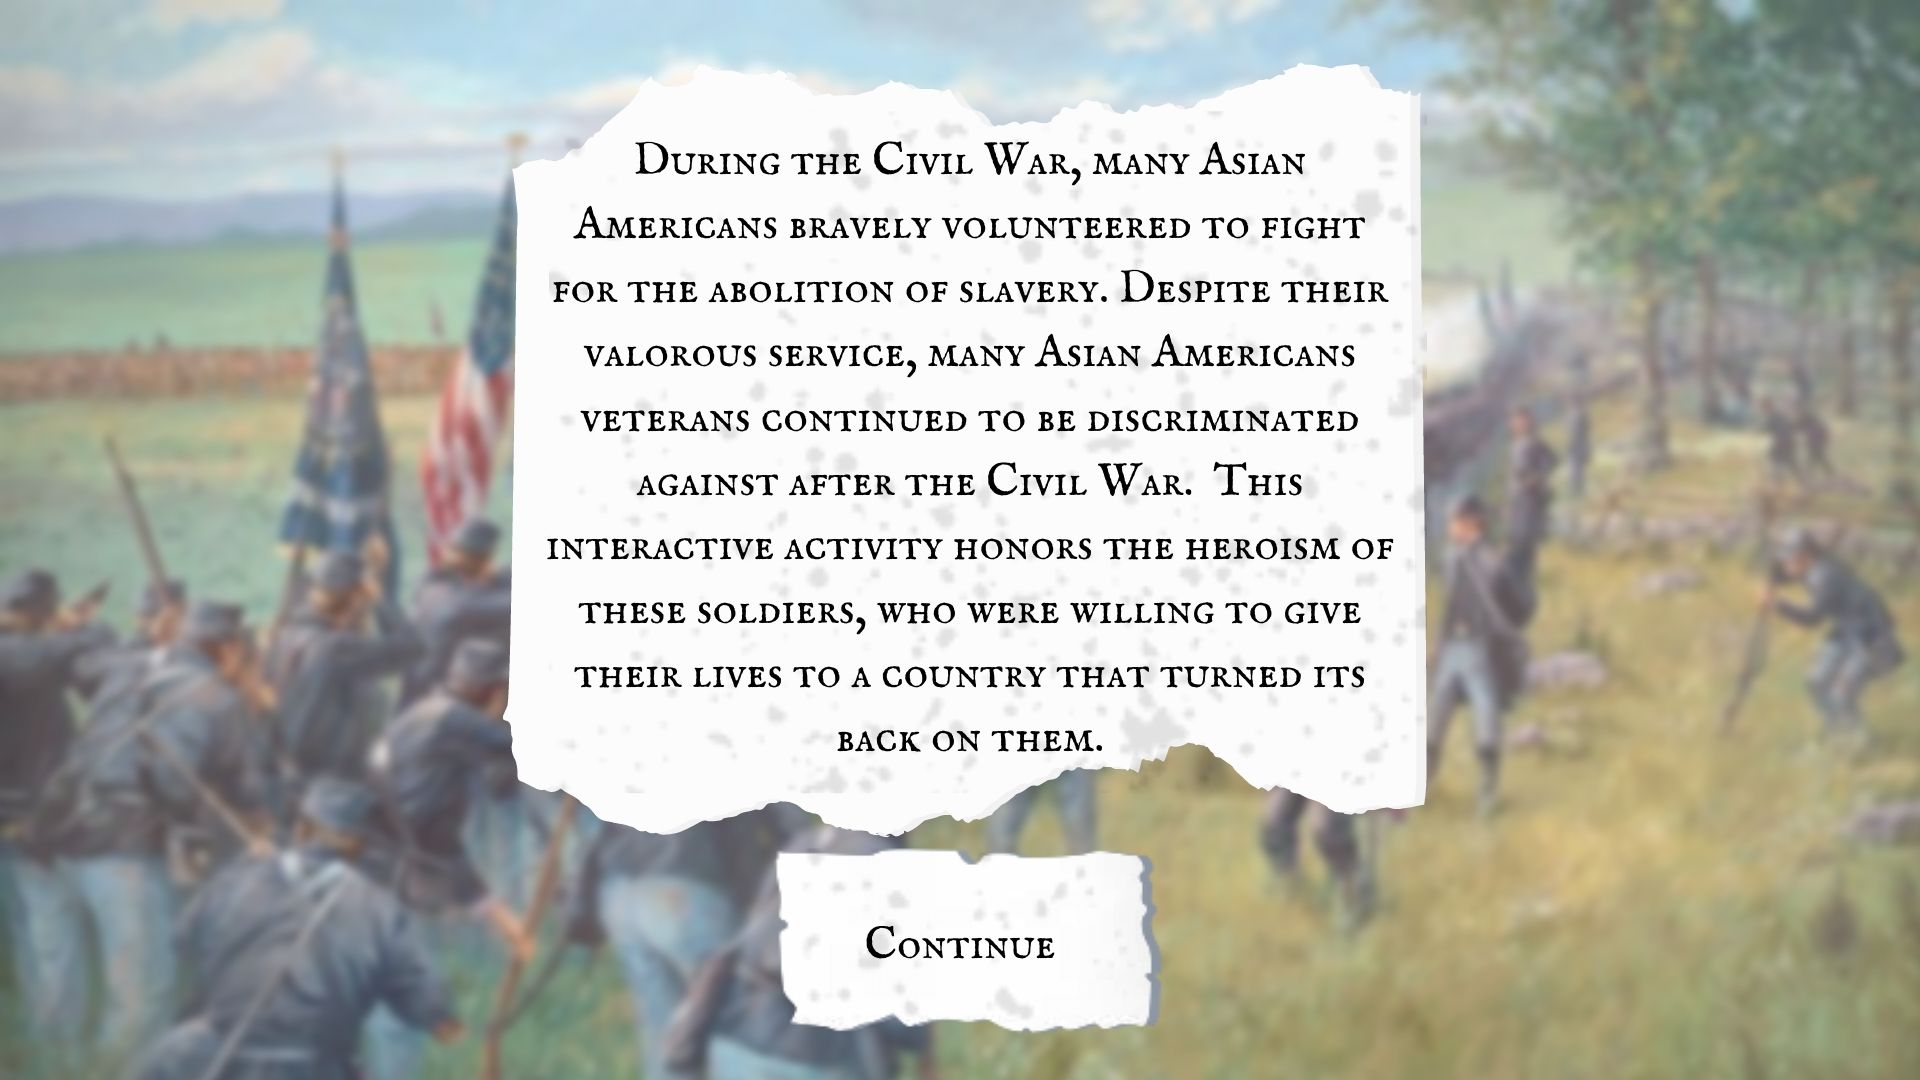 During the Civil War, many Asian
Americans bravely volunteered to fight
for the abolition of slavery. Despite their
valorous service, many Asian Americans
veterans continued to be discriminated
against after the Civil War. This
interactive activity honors the heroism of
these soldiers, who were willing to give
their lives to a country that turned its
back on them.
Continue